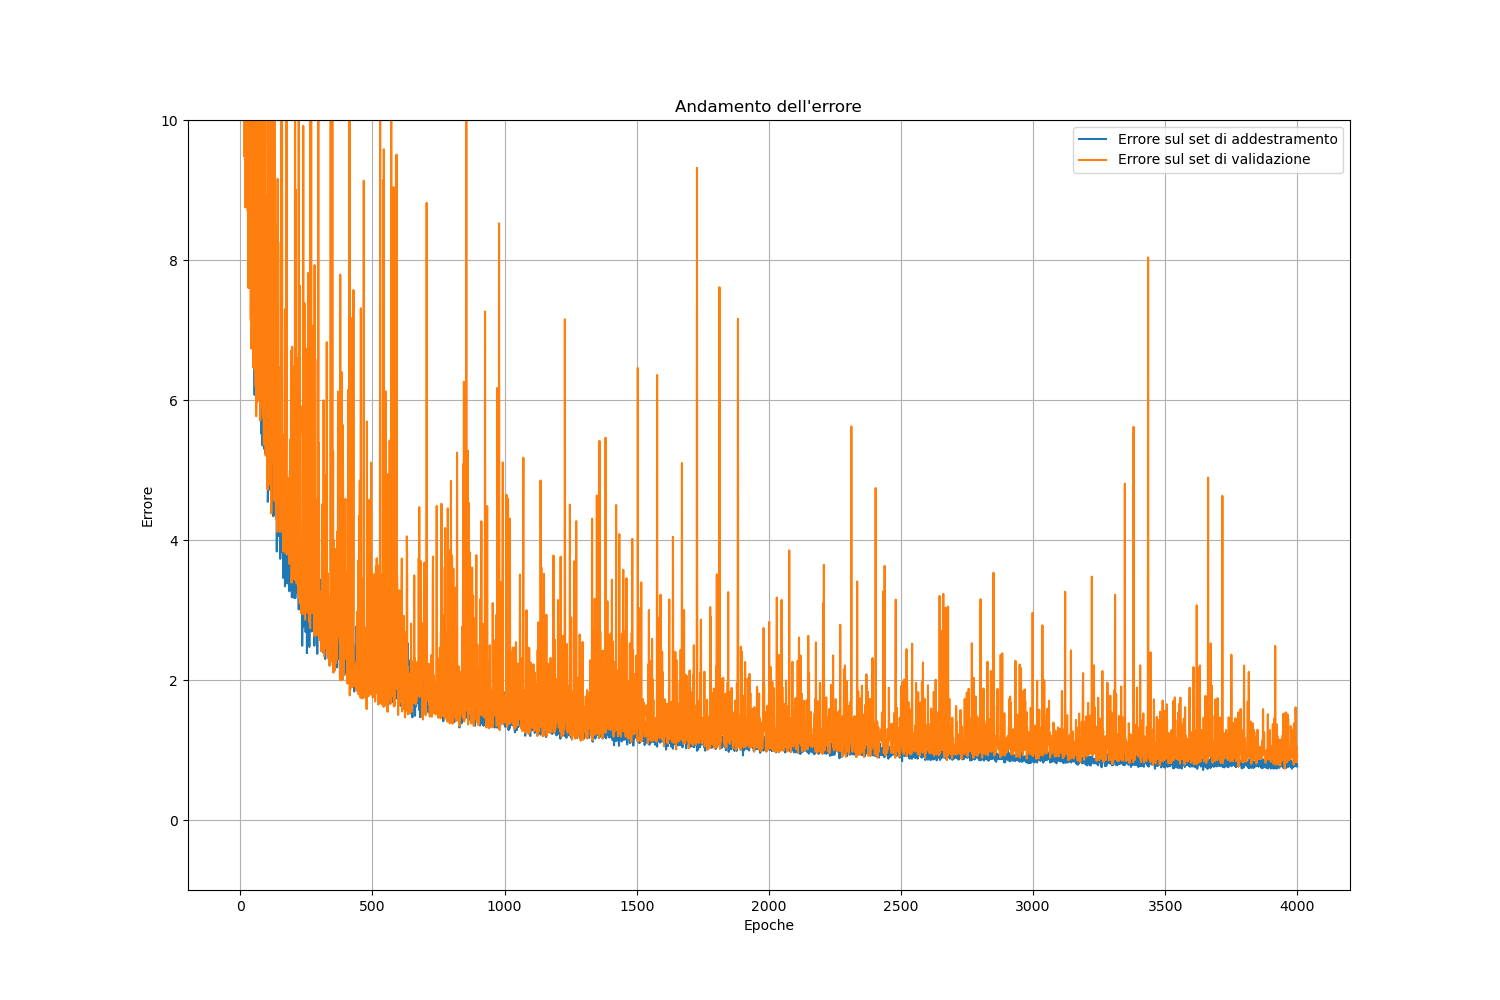 Andamento dell'errore
Errore sul set di addestramento
Errore sul set di validazione
10
8
6
4
2
0
Errore
0 500 1000 1500 2000 2500 3000 3500 4000
Epoche